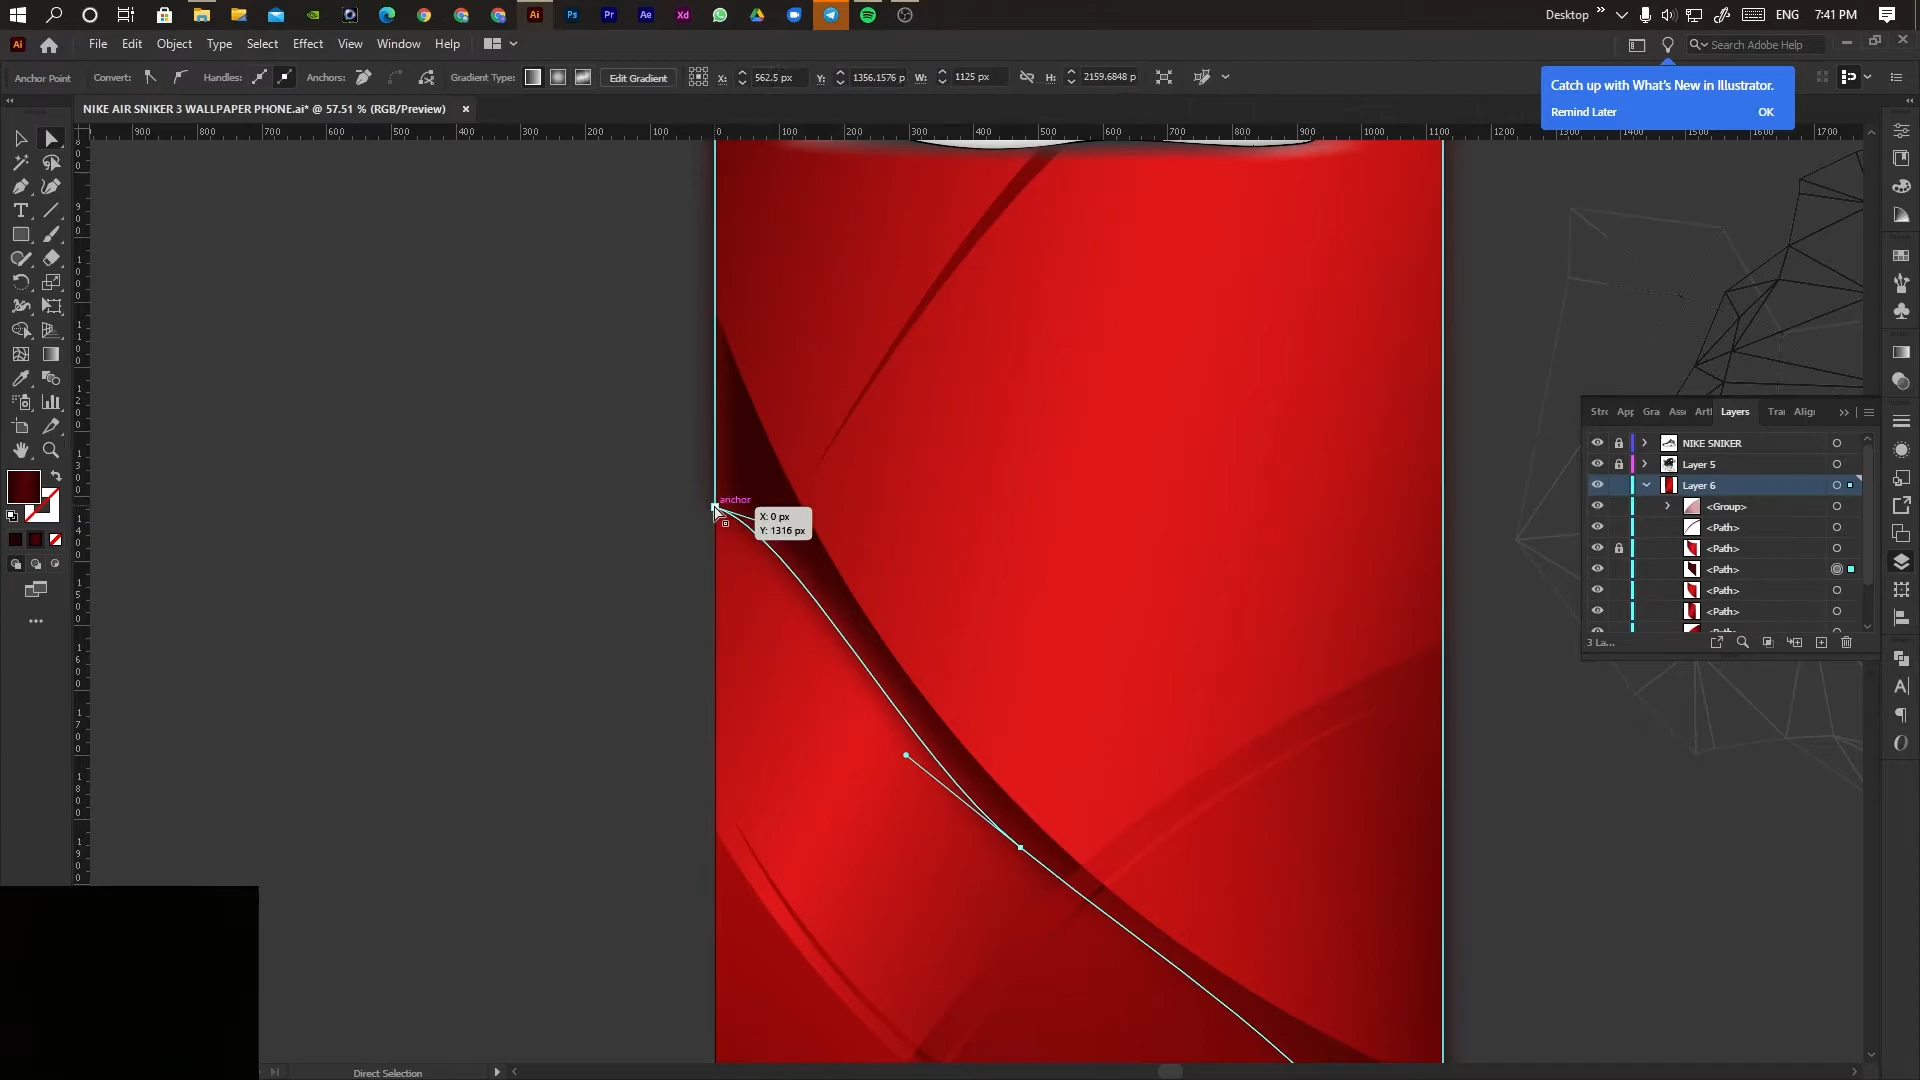 Desktop
ENG
7:41 PM
File Edit Object Type Select Effect View Window Help
Search Adobe Help
Anchor Point
Convert:
Handles:
Anchors:
Gradient Type:
Edit Gradient
X: 562.5 px
Y: 1356.1576 p
W: 1125 px
H: 2159.6848 p
Catch up with What's New in Illustrator.
Remind Later OK
NIKE AIR SNIKER 3 WALLPAPER PHONE.ai* @ 57.51 % (RGB/Preview)
900 800 700 600 500 400 300 200 100 0 100 200 300 400 500 600 700 800 900 1000 1100 1200 1300 1400 1500 1600 1700
anchor
X: 0 px
Y: 1316 px
Layers
NIKE SNIKER
Layer 5
Layer 6
<Group>
<Path>
<Path>
<Path>
<Path>
<Path>
3 La...
Direct Selection